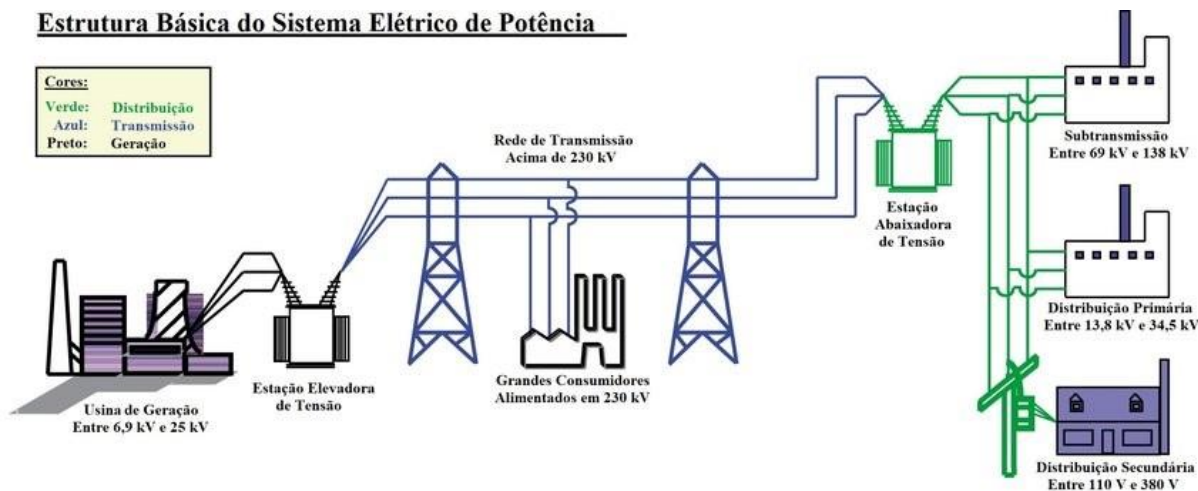 Estrutura Básica do Sistema Elétrico de Potência
Cores:
Verde: Distribuição
Azul: Transmissão
Preto: Geração
Rede de Transmissão
Acima de 230 kV
Subtransmissão
Entre 69 kV e 138 kV
Estação
Abaixadora
de Tensão
Distribuição Primária
Entre 13,8 kV e 34,5 kV
Estação Elevadora
de Tensão
Grandes Consumidores
Alimentados em 230 kV
Usina de Geração
Entre 6,9 kV e 25 kV
Distribuição Secundária
Entre 110 V e 380 V